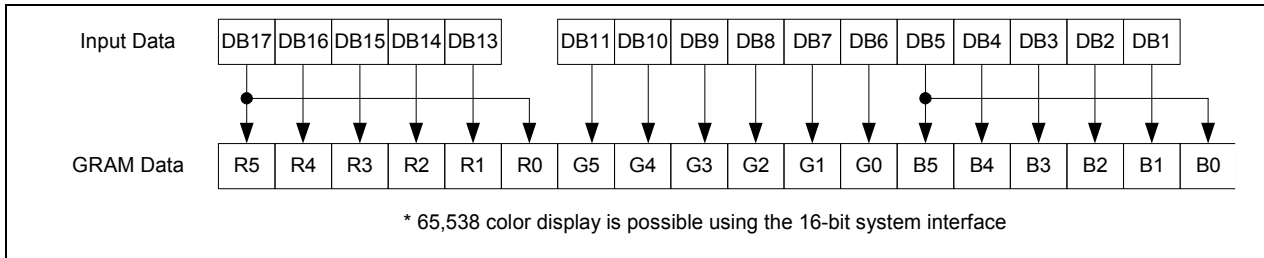 Input Data DB17 DB16 DB15 DB14 DB13 DB11 DB10 DB9 DB8 DB7 DB6 DB5 DB4 DB3 DB2 DB1
GRAM Data R5 R4 R3 R2 R1 R0 G5 G4 G3 G2 G1 G0 B5 B4 B3 B2 B1 B0
* 65,538 color display is possible using the 16-bit system interface